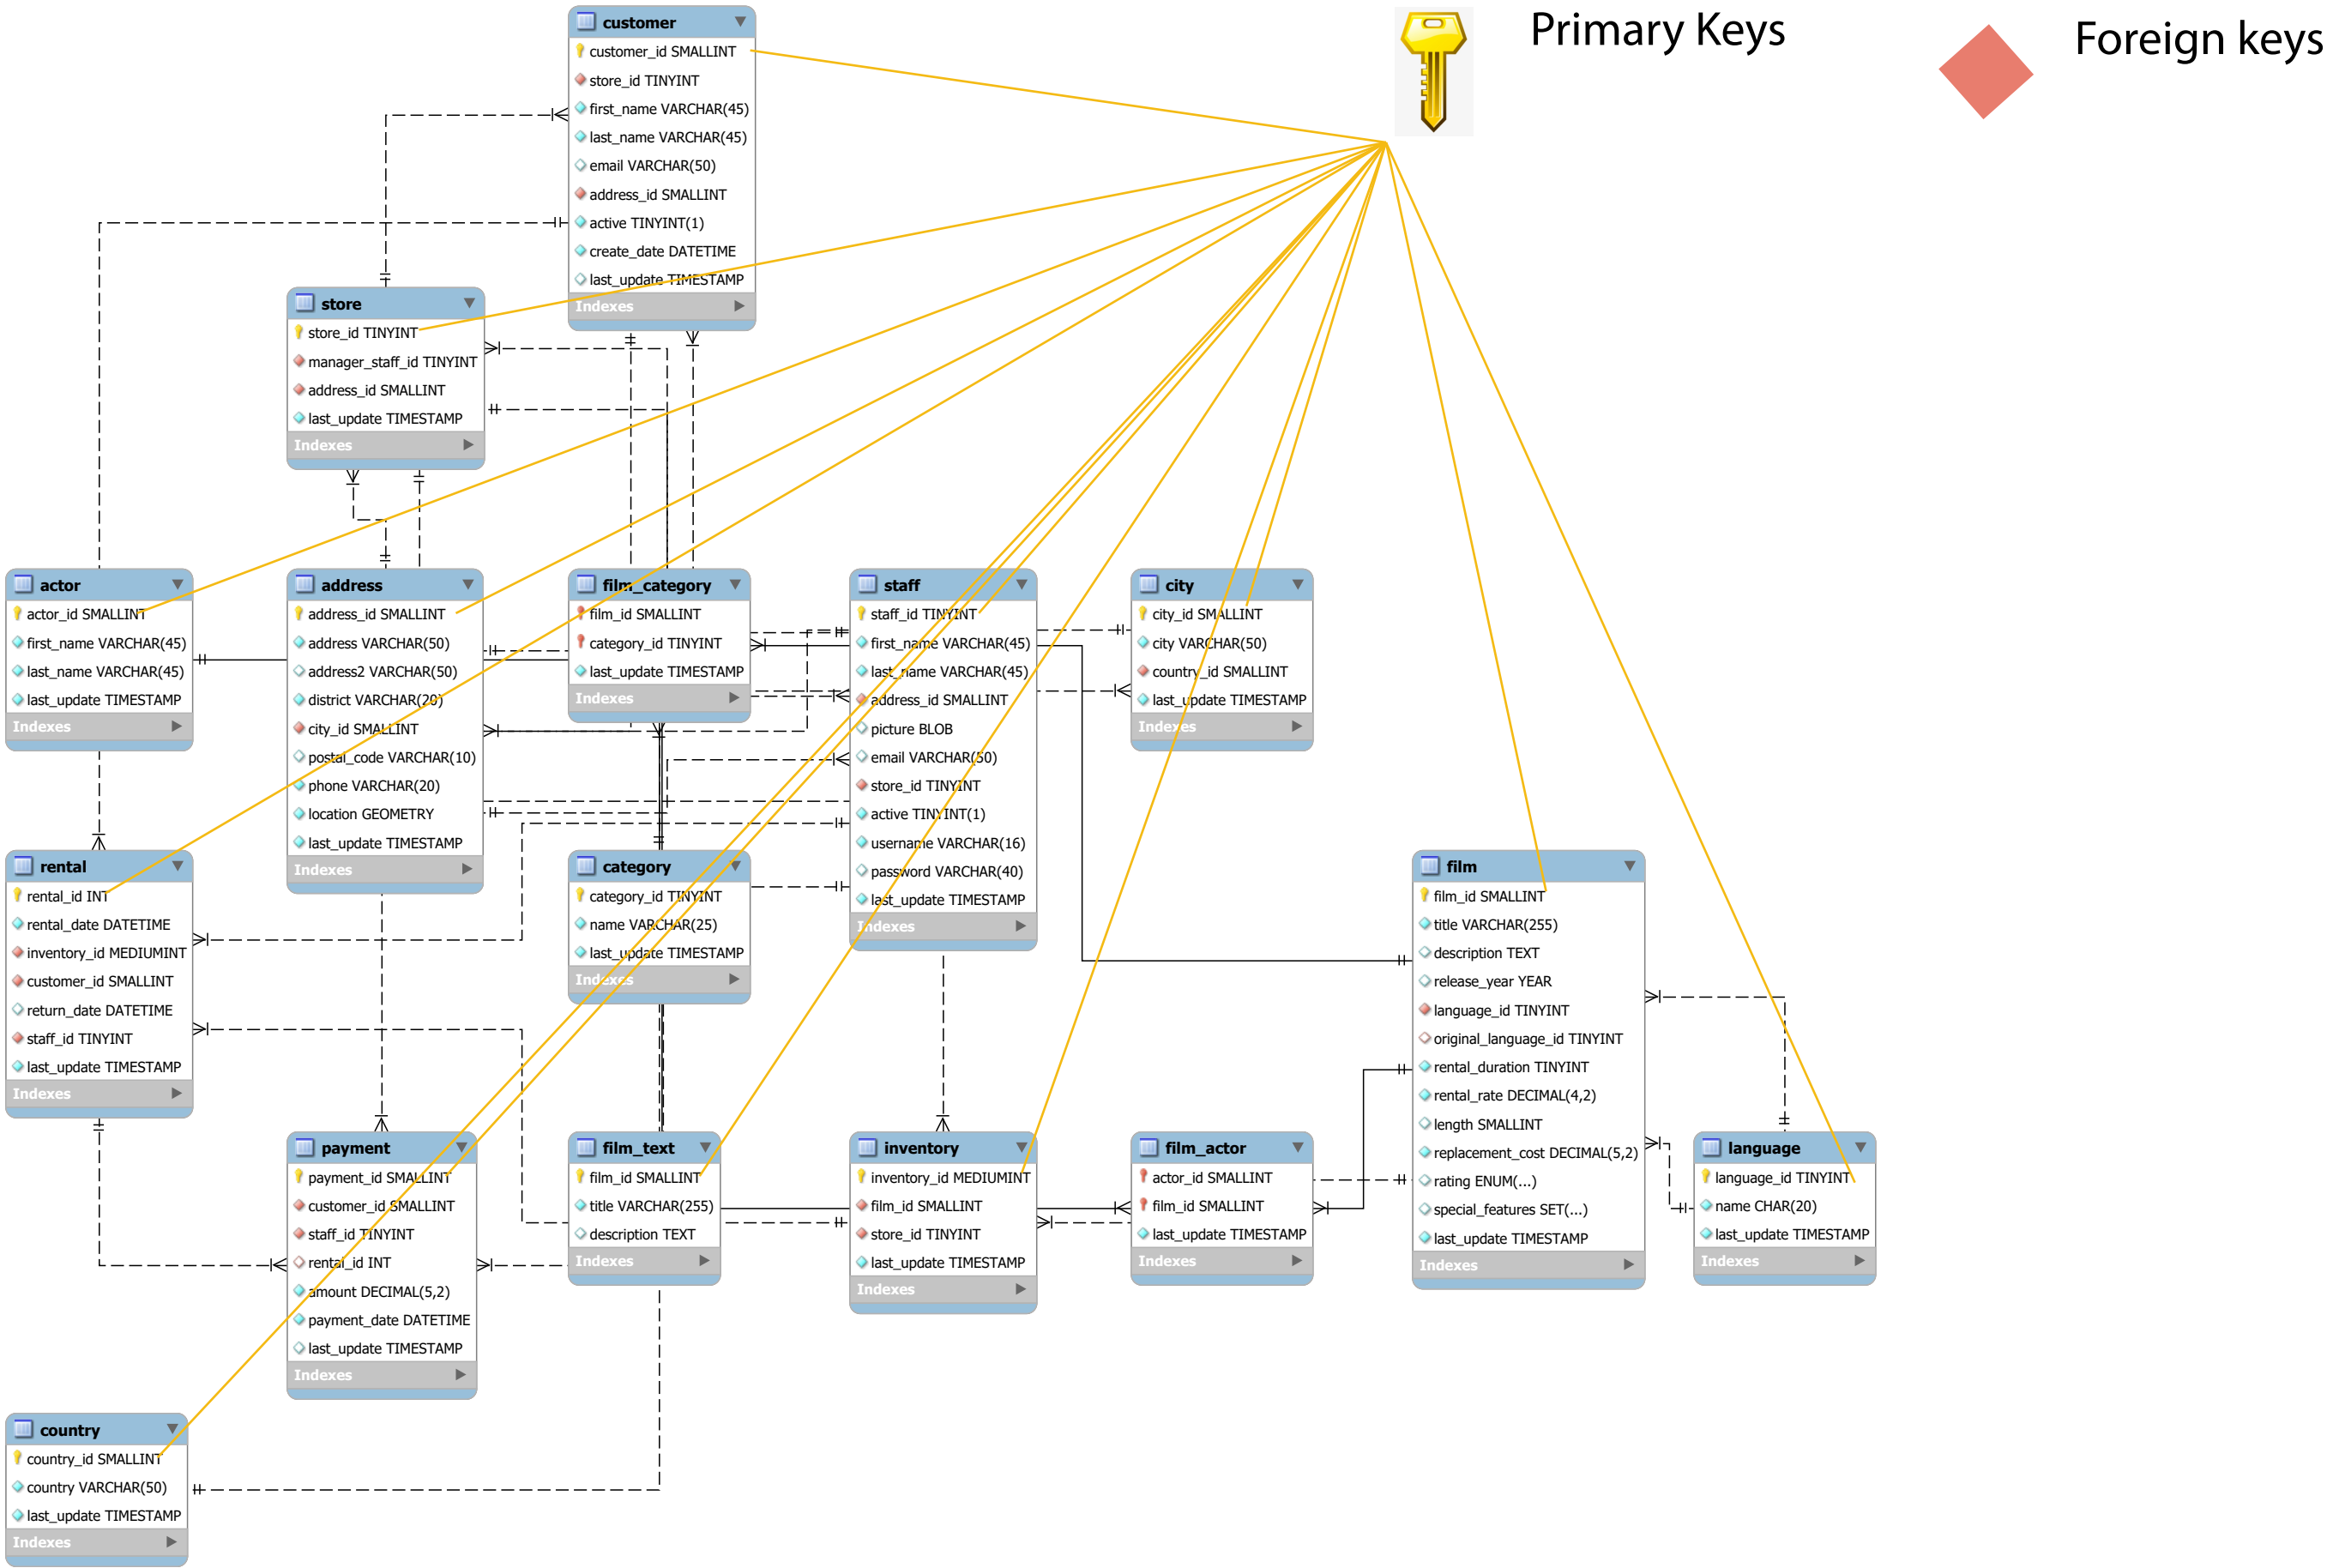 Primary Keys
Foreign keys
customer
customer_id SMALLINT
store_id TINYINT
first_name VARCHAR(45)
last_name VARCHAR(45)
email VARCHAR(50)
address_id SMALLINT
active TINYINT(1)
create_date DATETIME
last_update TIMESTAMP
Indexes
store
store_id TINYINT
manager_staff_id TINYINT
address_id SMALLINT
last_update TIMESTAMP
Indexes
actor
actor_id SMALLINT
first_name VARCHAR(45)
last_name VARCHAR(45)
last_update TIMESTAMP
Indexes
address
address_id SMALLINT
address VARCHAR(50)
address2 VARCHAR(50)
district VARCHAR(20)
city_id SMALLINT
postal_code VARCHAR(10)
phone VARCHAR(20)
location GEOMETRY
last_update TIMESTAMP
Indexes
film_category
film_id SMALLINT
category_id TINYINT
last_update TIMESTAMP
Indexes
staff
staff_id TINYINT
first_name VARCHAR(45)
last_name VARCHAR(45)
address_id SMALLINT
picture BLOB
email VARCHAR(50)
store_id TINYINT
active TINYINT(1)
username VARCHAR(16)
password VARCHAR(40)
last_update TIMESTAMP
Indexes
city
city_id SMALLINT
city VARCHAR(50)
country_id SMALLINT
last_update TIMESTAMP
Indexes
rental
rental_id INT
rental_date DATETIME
inventory_id MEDIUMINT
customer_id SMALLINT
return_date DATETIME
staff_id TINYINT
last_update TIMESTAMP
Indexes
category
category_id TINYINT
name VARCHAR(25)
last_update TIMESTAMP
Indexes
film
film_id SMALLINT
title VARCHAR(255)
description TEXT
release_year YEAR
language_id TINYINT
original_language_id TINYINT
rental_duration TINYINT
rental_rate DECIMAL(4,2)
length SMALLINT
replacement_cost DECIMAL(5,2)
rating ENUM(...)
special_features SET(...)
last_update TIMESTAMP
Indexes
payment
payment_id SMALLINT
customer_id SMALLINT
staff_id TINYINT
rental_id INT
amount DECIMAL(5,2)
payment_date DATETIME
last_update TIMESTAMP
Indexes
film_text
film_id SMALLINT
title VARCHAR(255)
description TEXT
Indexes
inventory
inventory_id MEDIUMINT
film_id SMALLINT
store_id TINYINT
last_update TIMESTAMP
Indexes
film_actor
actor_id SMALLINT
film_id SMALLINT
last_update TIMESTAMP
Indexes
language
language_id TINYINT
name CHAR(20)
last_update TIMESTAMP
Indexes
country
country_id SMALLINT
country VARCHAR(50)
last_update TIMESTAMP
Indexes